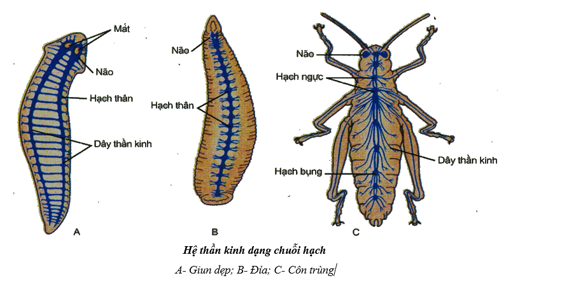 Mắt
Não
Hạch thân
Dây thần kinh
A
Não
Hạch thân
B
Não
Hạch ngực
Dây thần kinh
Hạch bụng
C
Hệ thần kinh dạng chuỗi hạch
A- Giun dẹp; B- Đỉa; C- Côn trùng